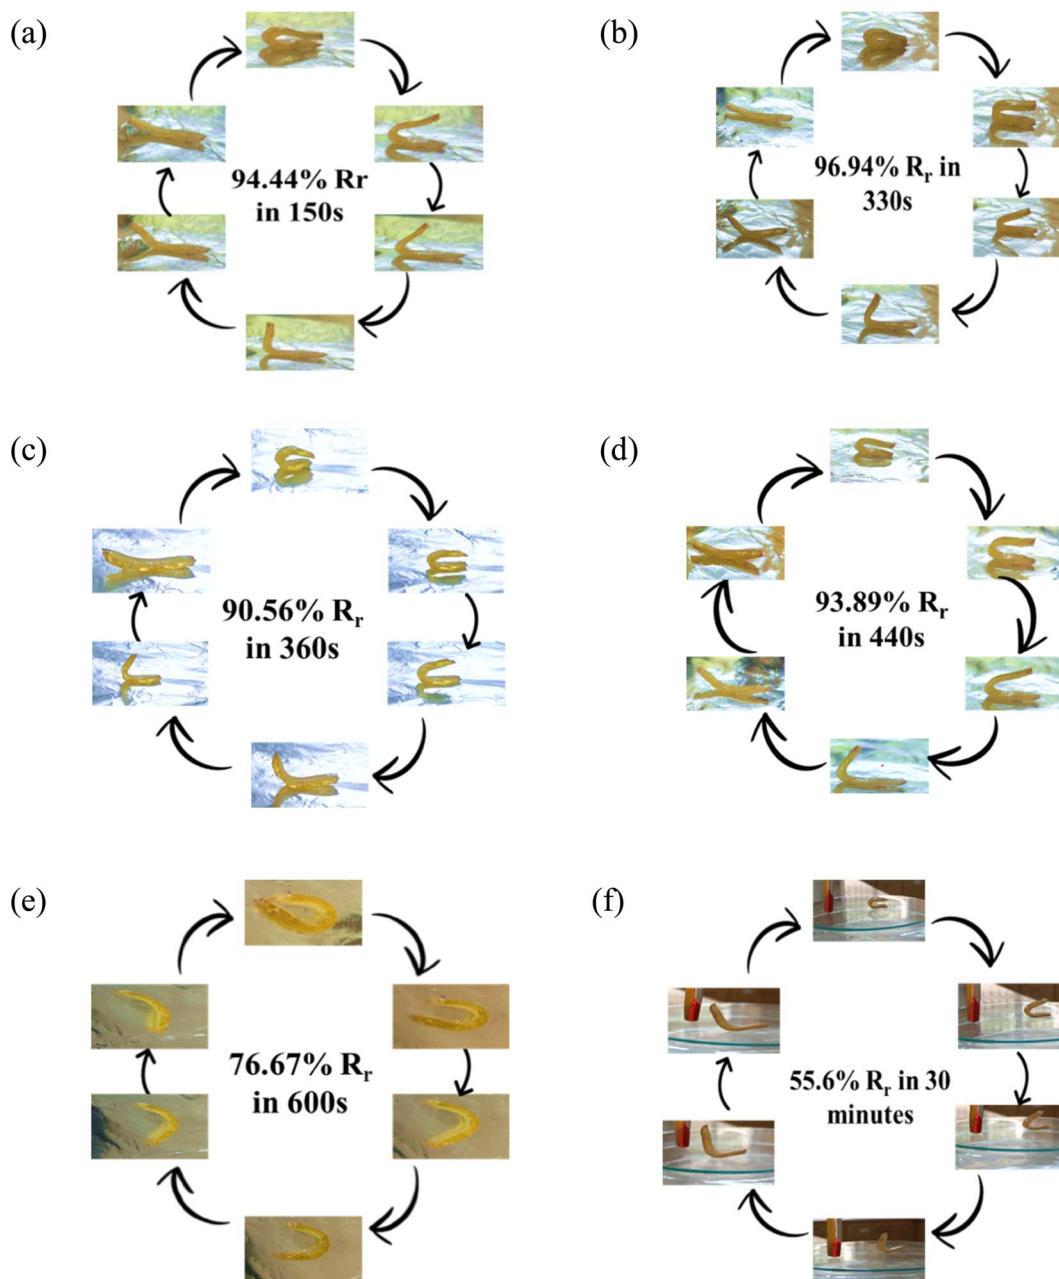 (a)
94.44% Rr
in 150s
(b)
96.94% Rr in
330s
(c)
90.56% Rr
in 360s
(d)
93.89% Rr
in 440s
(e)
76.67% Rr
in 600s
(f)
55.6% Rr in 30
minutes